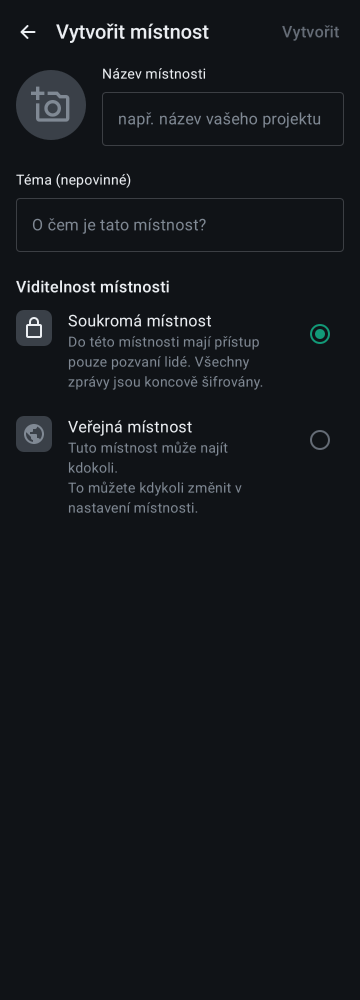 Vytvořit místnost
Vytvořit
Název místnosti
např. název vašeho projektu
Téma (nepovinné)
O čem je tato místnost?
Viditelnost místnosti
Soukromá místnost
Do této místnosti mají přístup
pouze pozvaní lidé. Všechny
zprávy jsou koncově šifrovány.
Veřejná místnost
Tuto místnost může najít
kdokoli.
To můžete kdykoli změnit v
nastavení místnosti.